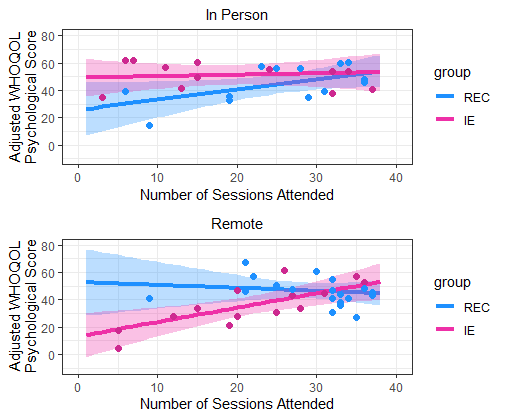 In Person
80
60
40
20
0
Adjusted WHOQOL
Psychological Score
0 10 20 30 40
Number of Sessions Attended
group
REC
IE
Remote
80
60
40
20
0
Adjusted WHOQOL
Psychological Score
0 10 20 30 40
Number of Sessions Attended
group
REC
IE